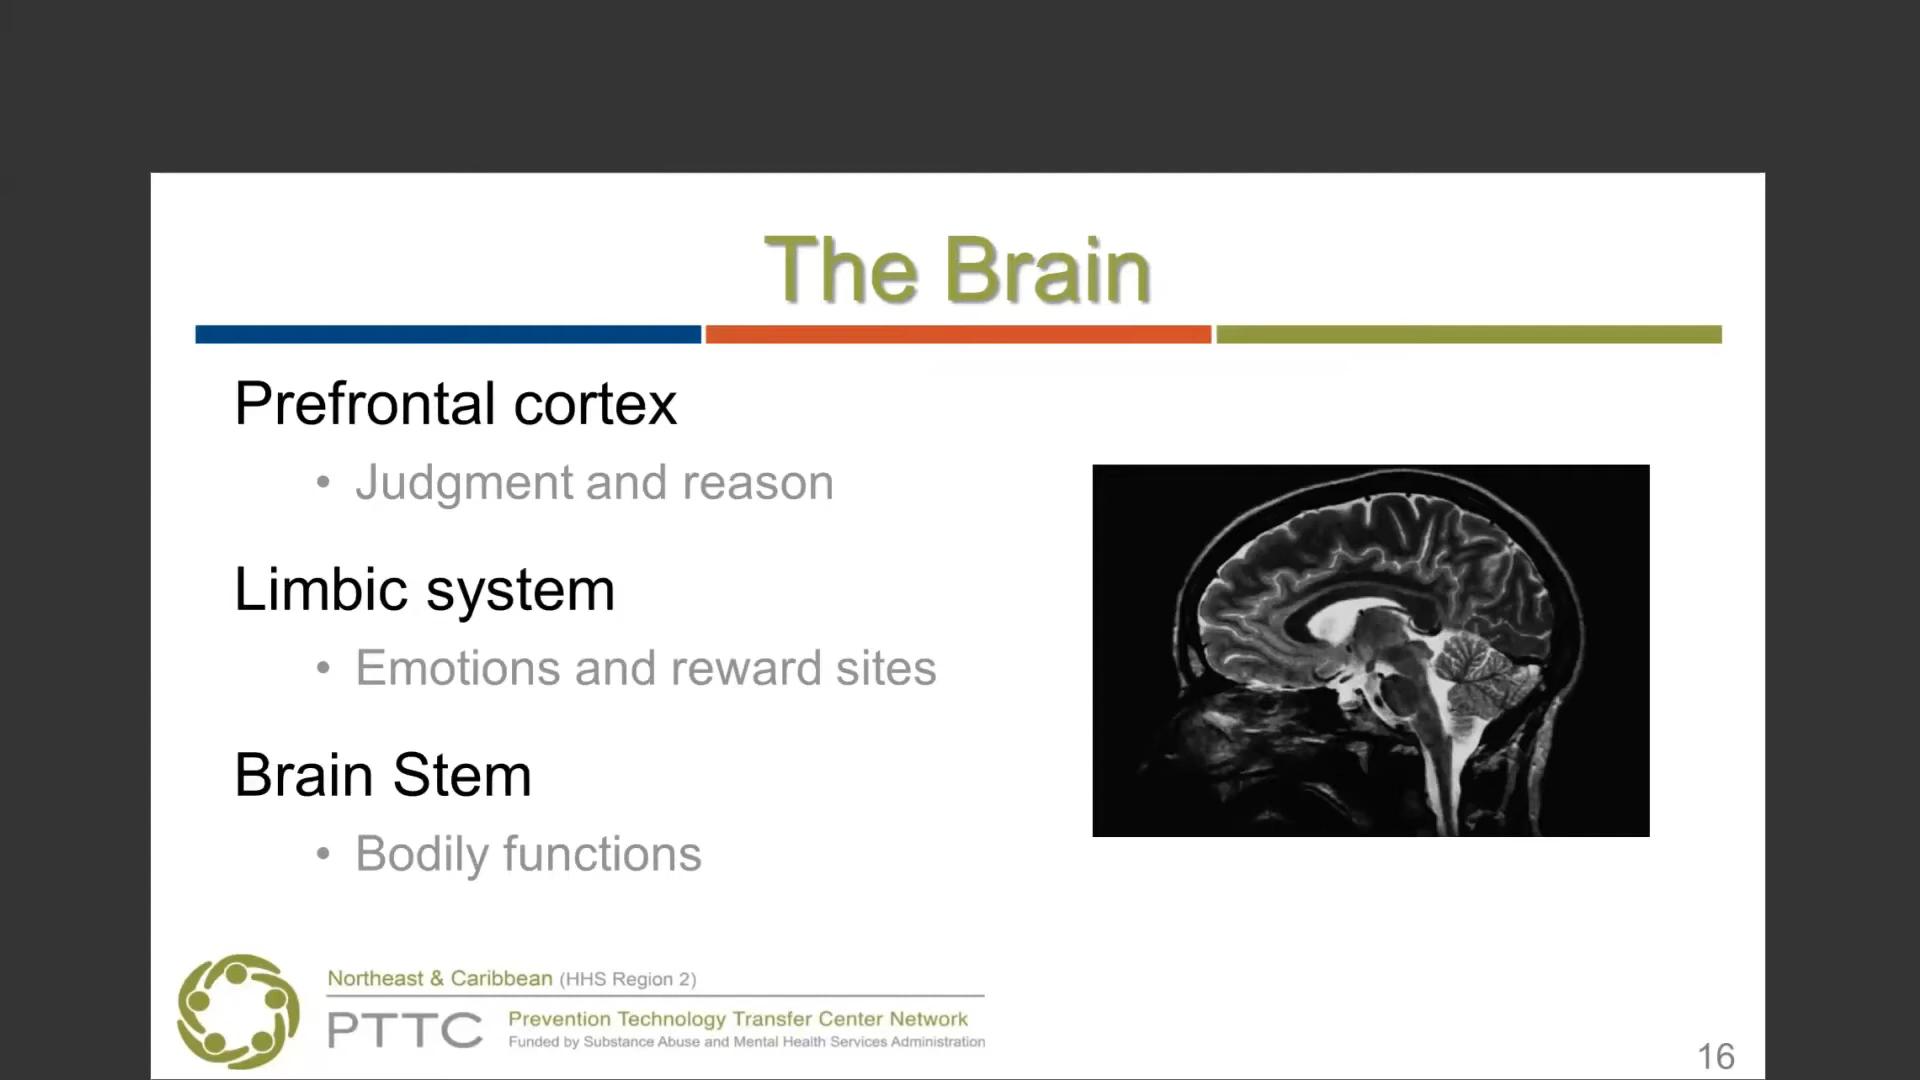 The Brain
Prefrontal cortex
• Judgment and reason
Limbic system
• Emotions and reward sites
Brain Stem
• Bodily functions
Northeast & Caribbean (HHS Region 2)
PTTC
Prevention Technology Transfer Center Network
Funded by Substance Abuse and Mental Health Services Administration
16